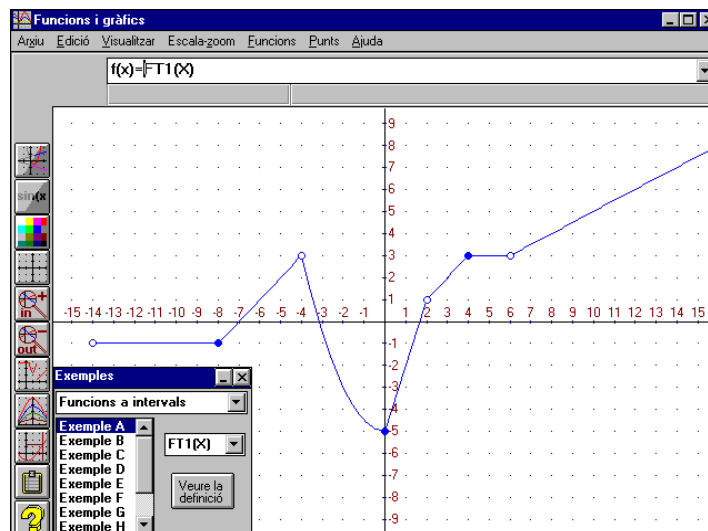 Funcions i gràfics
Arxiu Edició Visualitzar Escala-zoom Funcions Punts Ajuda
f(x)=FT1(X)
9
8
7
6
5
4
3
2
1
-15 -14 -13 -12 -11 -10 -9 -8 -7 -6 -5 -4 -3 -2 -1 1 2 3 4 5 6 7 8 9 10 11 12 13 14 15
-1
-2
-3
-4
-5
-6
-7
-8
-9
sin(x
in
out
Exemples
Funcions a intervals
Exemple A
Exemple B
Exemple C
Exemple D
Exemple E
Exemple F
Exemple G
Exemple H
FT1(X)
Veure la
definició